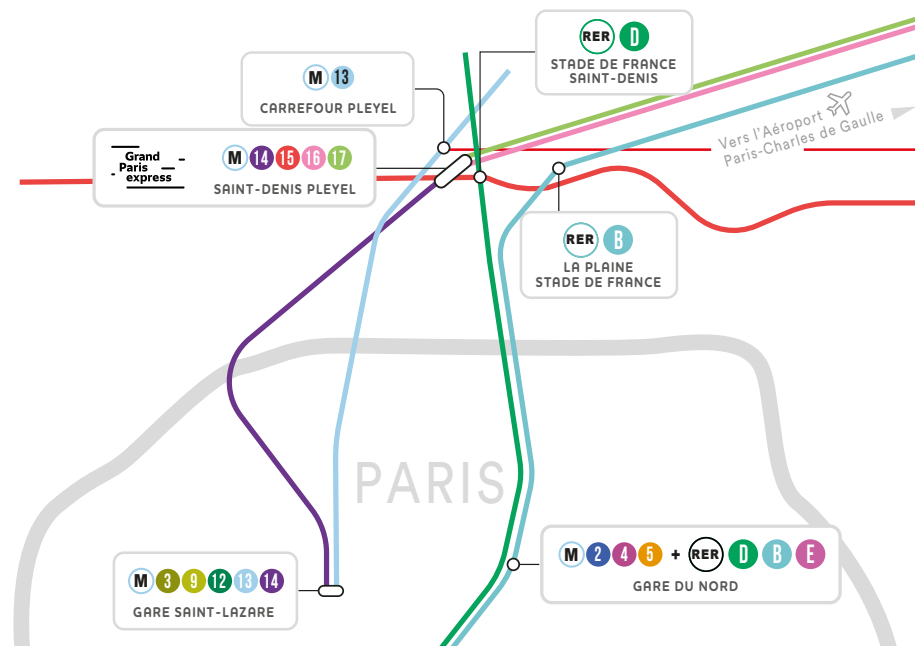 RER D
STADE DE FRANCE
SAINT-DENIS
M 13
CARREFOUR PLEYEL
Grand
Paris
express
M 14 15 16 17
SAINT-DENIS PLEYEL
Vers l'Aéroport
Paris-Charles de Gaulle
RER B
LA PLAINE
STADE DE FRANCE
PARIS
M 3 9 12 13 14
GARE SAINT-LAZARE
M 2 4 5 + RER D B E
GARE DU NORD